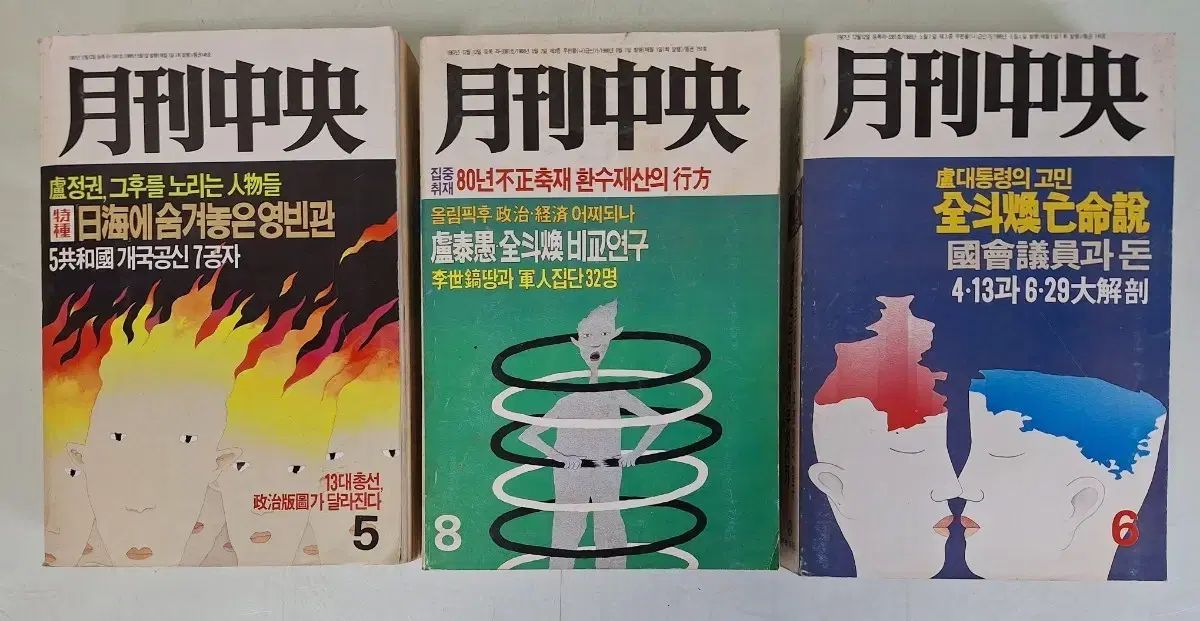 月刊中央
盧정권, 그후를 노리는 人物들
特種 日海에 숨겨놓은 영빈관
5共和國 개국공신 7공자
13대총선,
政治版圖가 달라진다
5
月刊中央
집중취재 80년 不正축재 환수재산의 行方
올림픽후 政治·経済 어찌되나
盧泰愚·全斗煥 비교연구
李世鎬땅과 軍人집단 32명
8
月刊中央
盧대통령의 고민
全斗煥亡命說
國會議員과 돈
4·13과 6·29大解剖
6